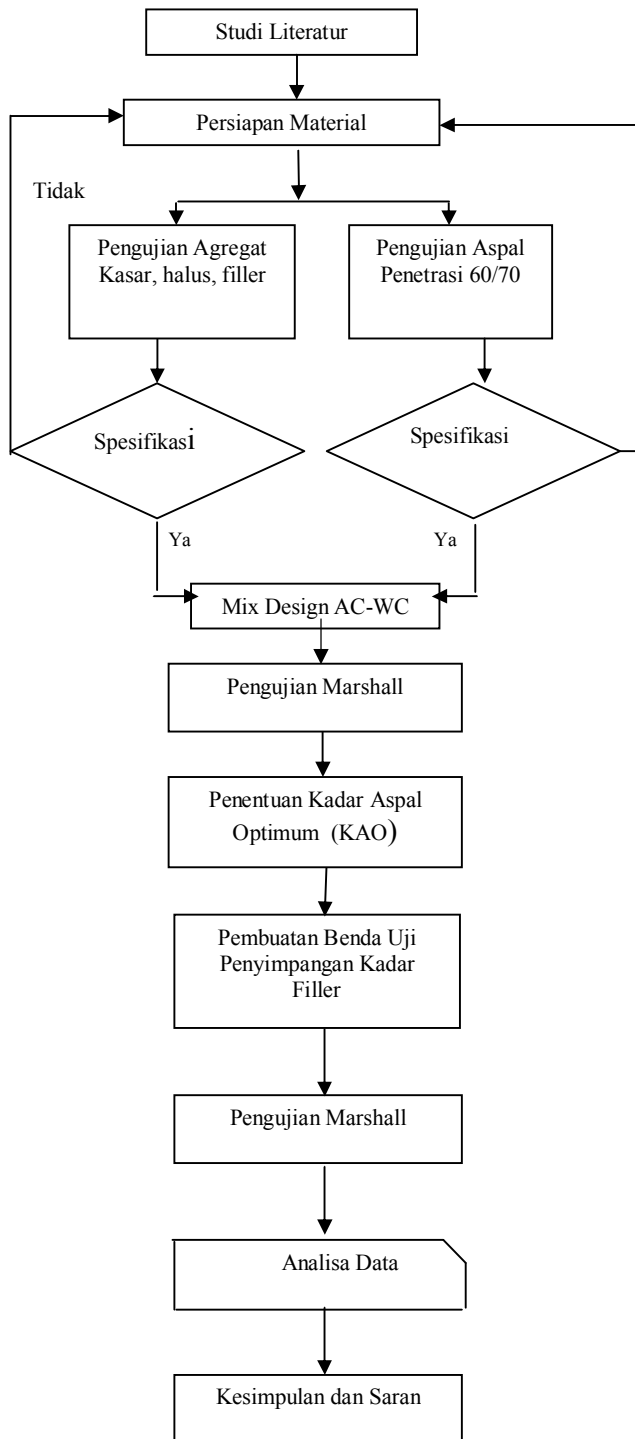 Studi Literatur
Persiapan Material
Tidak
Pengujian Agregat
Kasar, halus, filler
Pengujian Aspal
Penetrasi 60/70
Spesifikasi
Spesifikasi
Ya
Ya
Mix Design AC-WC
Pengujian Marshall
Penentuan Kadar Aspal
Optimum (KAO)
Pembuatan Benda Uji
Penyimpangan Kadar
Filler
Pengujian Marshall
Analisa Data
Kesimpulan dan Saran